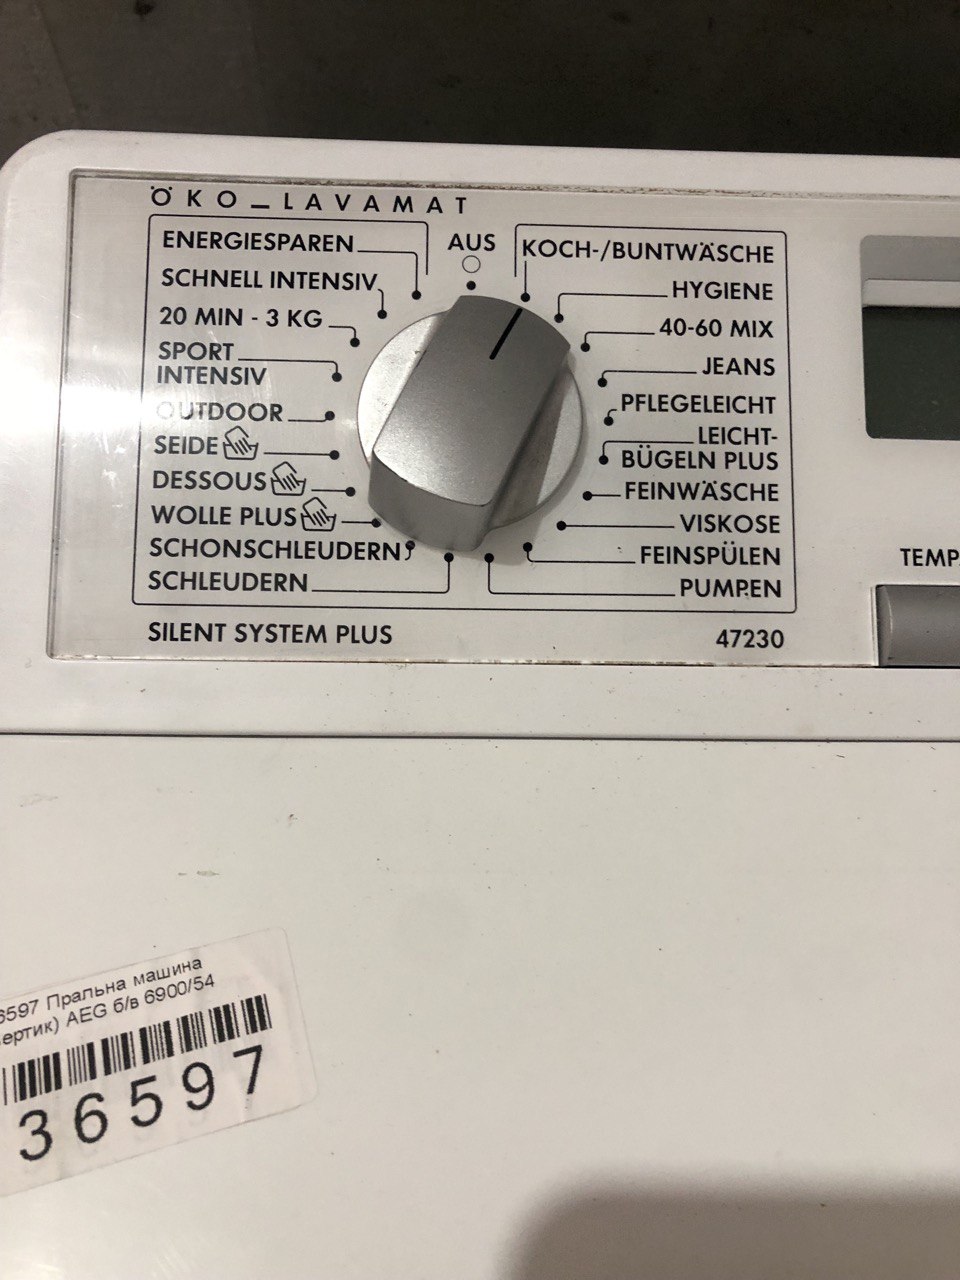 ÖKO_LAVAMAT
AUS
ENERGIESPAREN
SCHNELL INTENSIV
20 MIN - 3 KG
SPORT
INTENSIV
OUTDOOR
SEIDE
DESSOUS
WOLLE PLUS
SCHONSCHLEUDERN
SCHLEUDERN
KOCH-/BUNTWÄSCHE
HYGIENE
40-60 MIX
JEANS
PFLEGELEICHT
LEICHT-
BÜGELN PLUS
FEINWÄSCHE
VISKOSE
FEINSPÜLEN
PUMPEN
SILENT SYSTEM PLUS
47230
TEMP.
6597 Пральна машина
ертик) AEG б/в 6900/54
36597